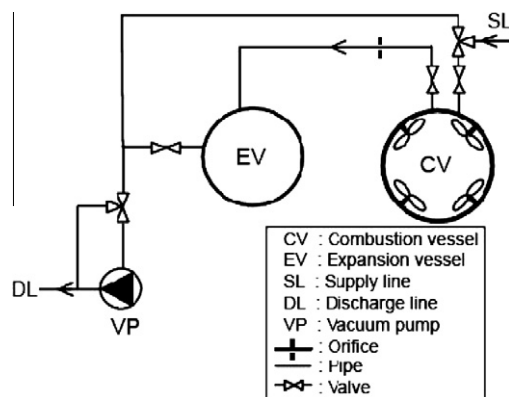 SL
EV
CV
DL
VP
CV : Combustion vessel
EV : Expansion vessel
SL : Supply line
DL : Discharge line
VP : Vacuum pump
: Orifice
: Pipe
: Valve